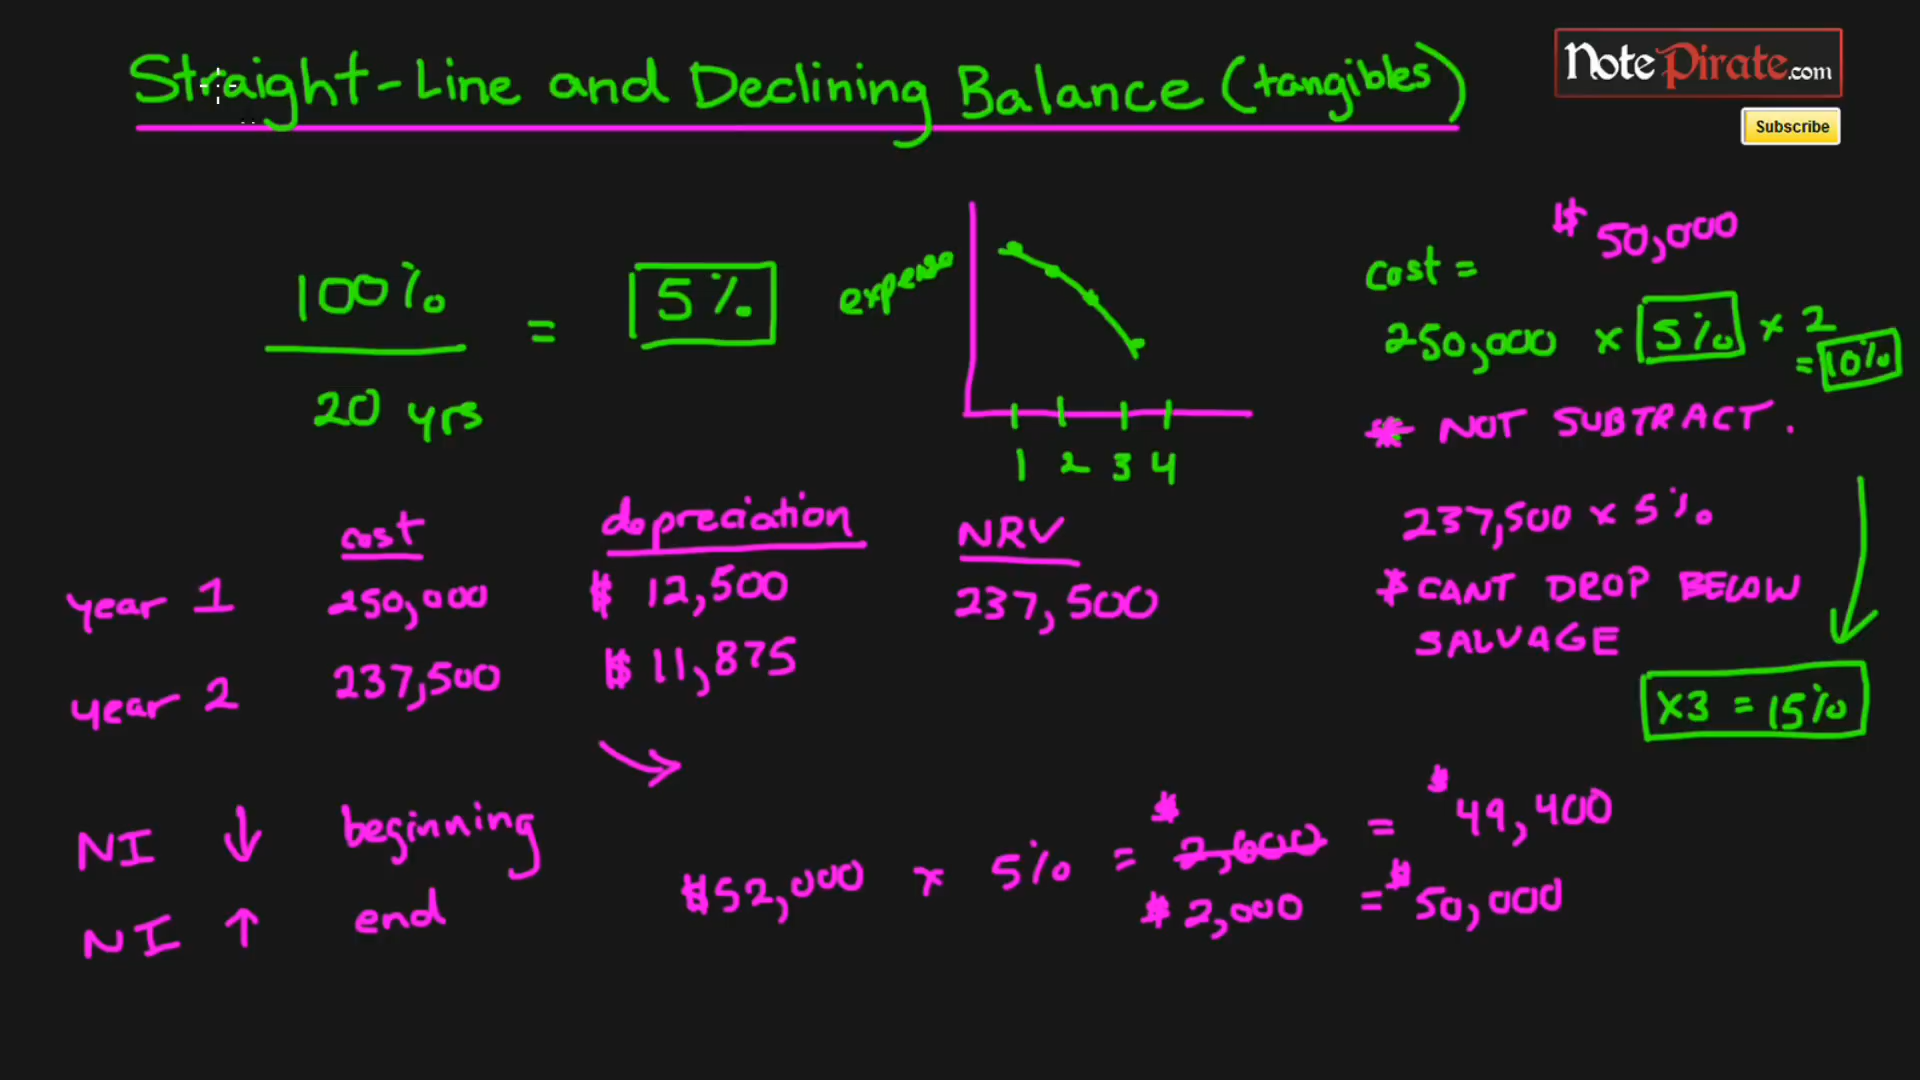 Straight-Line and Declining Balance (tangibles)
NotePirate.com
Subscribe
100%
20 yrs
=
5%
expense
1 2 3 4
$50,000
cost =
250,000 x 5% x 2
= 10%
* NOT SUBTRACT.
237,500 x 5%
* CANT DROP BELOW
SALVAGE
x3 = 15%
cost depreciation NRV
year 1 250,000 $ 12,500 237,500
year 2 237,500 $ 11,875
NI ↓ beginning
NI ↑ end
$52,000 x 5% = $2,600 = $49,400
$2,000 = $50,000